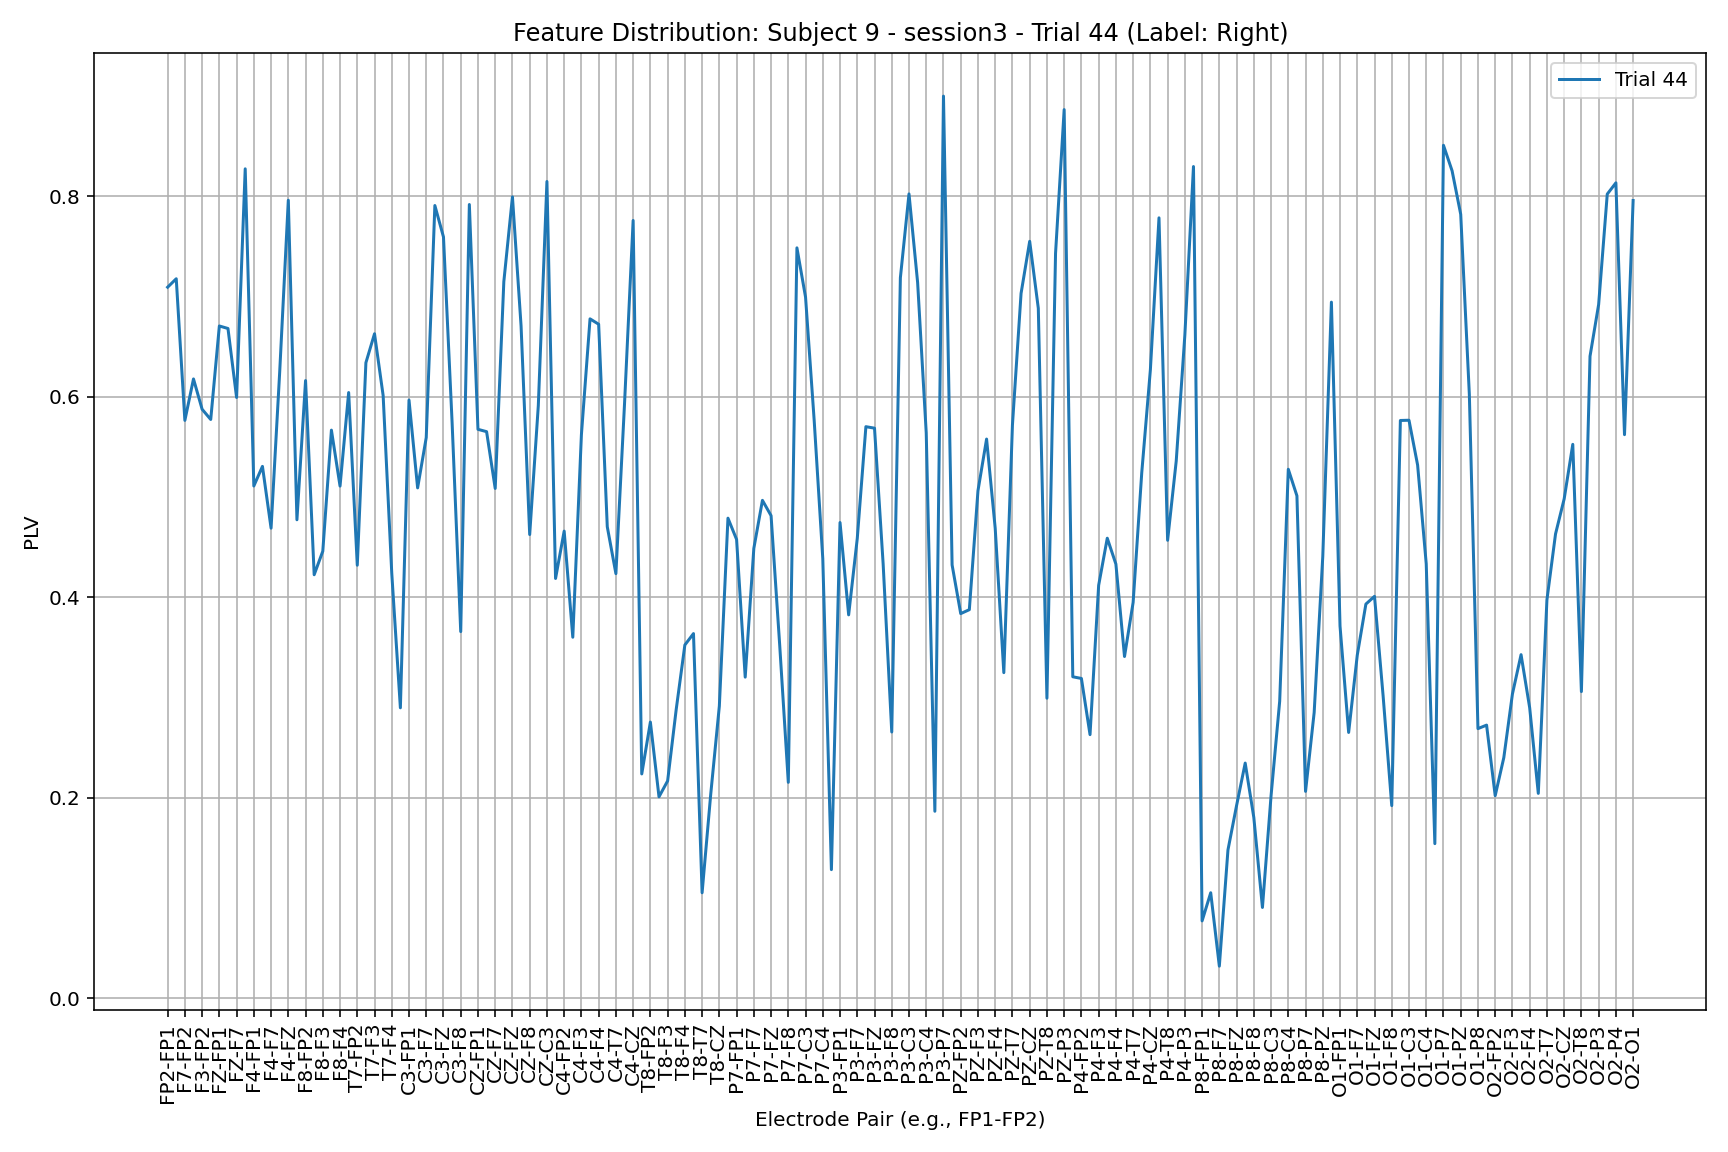 Feature Distribution: Subject 9 - session3 - Trial 44 (Label: Right)
Trial 44
PLV
0.8
0.6
0.4
0.2
0.0
FP2-FP1
F7-FP2
F3-FP2
FZ-FP1
FZ-F7
F4-FP1
F4-F7
F4-FZ
F8-FP2
F8-F3
F8-F4
T7-FP2
T7-F3
T7-F4
C3-FP1
C3-F7
C3-FZ
C3-F8
CZ-FP1
CZ-F7
CZ-FZ
CZ-F8
CZ-C3
C4-FP2
C4-F3
C4-F4
C4-T7
C4-CZ
T8-FP2
T8-F3
T8-F4
T8-T7
T8-CZ
P7-FP1
P7-F7
P7-FZ
P7-F8
P7-C3
P7-C4
P3-FP1
P3-F7
P3-FZ
P3-F8
P3-C3
P3-C4
P3-P7
PZ-FP2
PZ-F3
PZ-F4
PZ-T7
PZ-CZ
PZ-T8
PZ-P3
P4-FP2
P4-F3
P4-F4
P4-T7
P4-CZ
P4-T8
P4-P3
P8-FP1
P8-F7
P8-FZ
P8-F8
P8-C3
P8-C4
P8-P7
P8-PZ
O1-FP1
O1-F7
O1-FZ
O1-F8
O1-C3
O1-C4
O1-P7
O1-PZ
O1-P8
O2-FP2
O2-F3
O2-F4
O2-T7
O2-CZ
O2-T8
O2-P3
O2-P4
O2-O1
Electrode Pair (e.g., FP1-FP2)